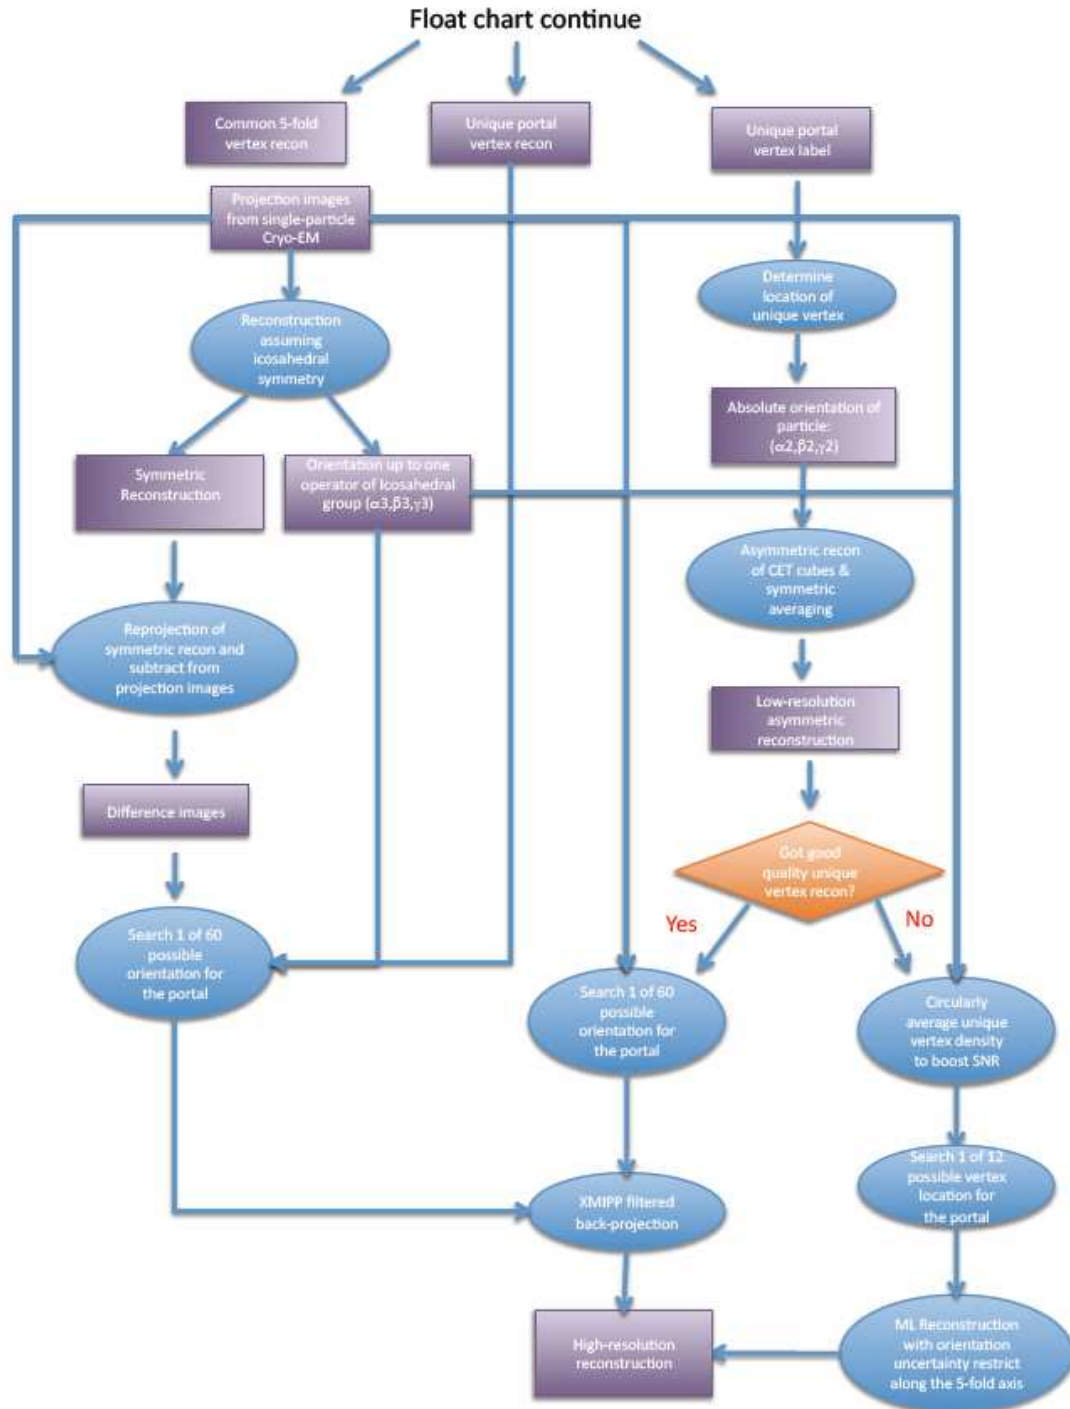 Float chart continue
Common 5-fold
vertex recon
Unique portal
vertex recon
Unique portal
vertex label
Projection images
from single-particle
Cryo-EM
Determine
location of
unique vertex
Reconstruction
assuming
icosahedral
symmetry
Absolute orientation of
particle:
(α2,β2,γ2)
Symmetric
Reconstruction
Orientation up to one
operator of Icosahedral
group (α3,β3,γ3)
Asymmetric recon
of CET cubes &
symmetric
averaging
Reprojection of
symmetric recon and
subtract from
projection images
Low-resolution
asymmetric
reconstruction
Difference images
Got good
quality unique
vertex recon?
Yes
No
Search 1 of 60
possible
orientation for
the portal
Search 1 of 60
possible
orientation for
the portal
Circularly
average unique
vertex density
to boost SNR
Search 1 of 12
possible vertex
location for
the portal
XMIPP filtered
back-projection
High-resolution
reconstruction
ML Reconstruction
with orientation
uncertainty restrict
along the 5-fold axis